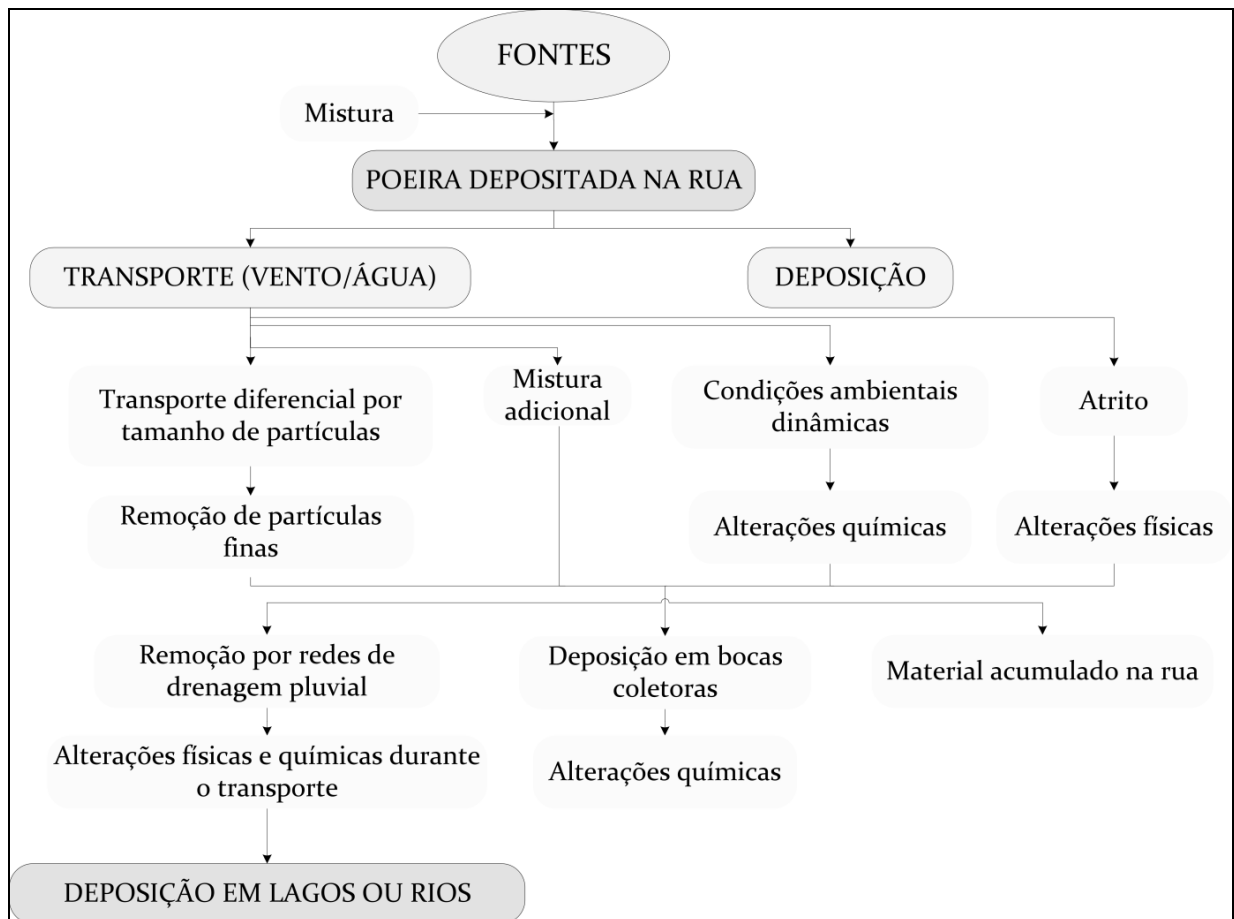 FONTES
Mistura
POEIRA DEPOSITADA NA RUA
TRANSPORTE (VENTO/ÁGUA)
DEPOSIÇÃO
Transporte diferencial por
tamanho de partículas
Mistura
adicional
Condições ambientais
dinâmicas
Atrito
Remoção de partículas
finas
Alterações químicas
Alterações físicas
Remoção por redes de
drenagem pluvial
Deposição em bocas
coletoras
Material acumulado na rua
Alterações físicas e químicas durante
o transporte
Alterações químicas
DEPOSIÇÃO EM LAGOS OU RIOS